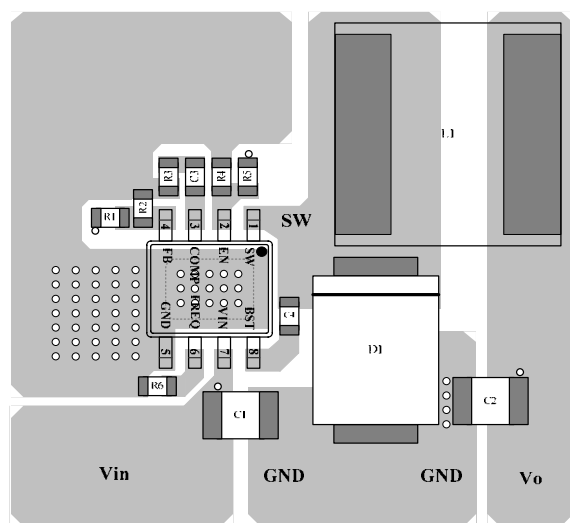 L1
R3 C3 R4 R5
R1 R2
4 3 2 1
SW
FB COMP EN SW
GND FREQ VIN BST
C4
5 6 7 8
D1
R6
C1
C2
Vin GND GND Vo